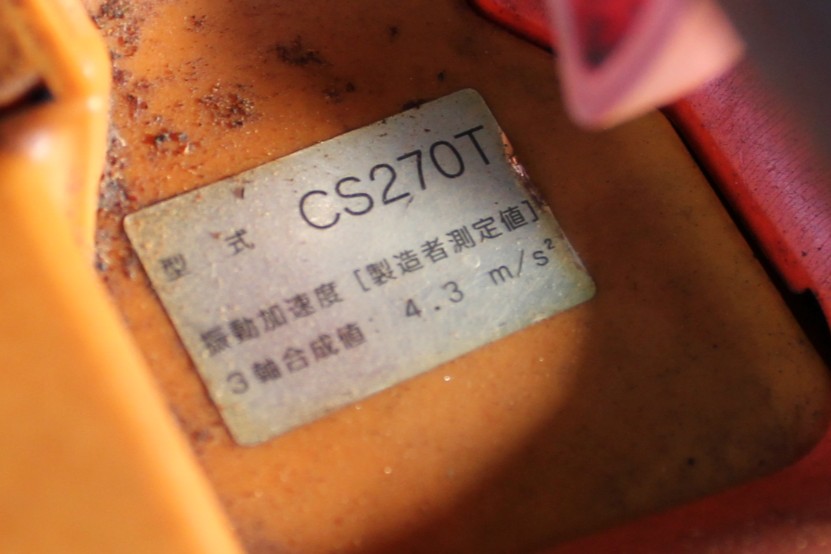 型 式 CS270T
振動加速度 [製造者測定値]
3軸合成値 4.3 m/s²